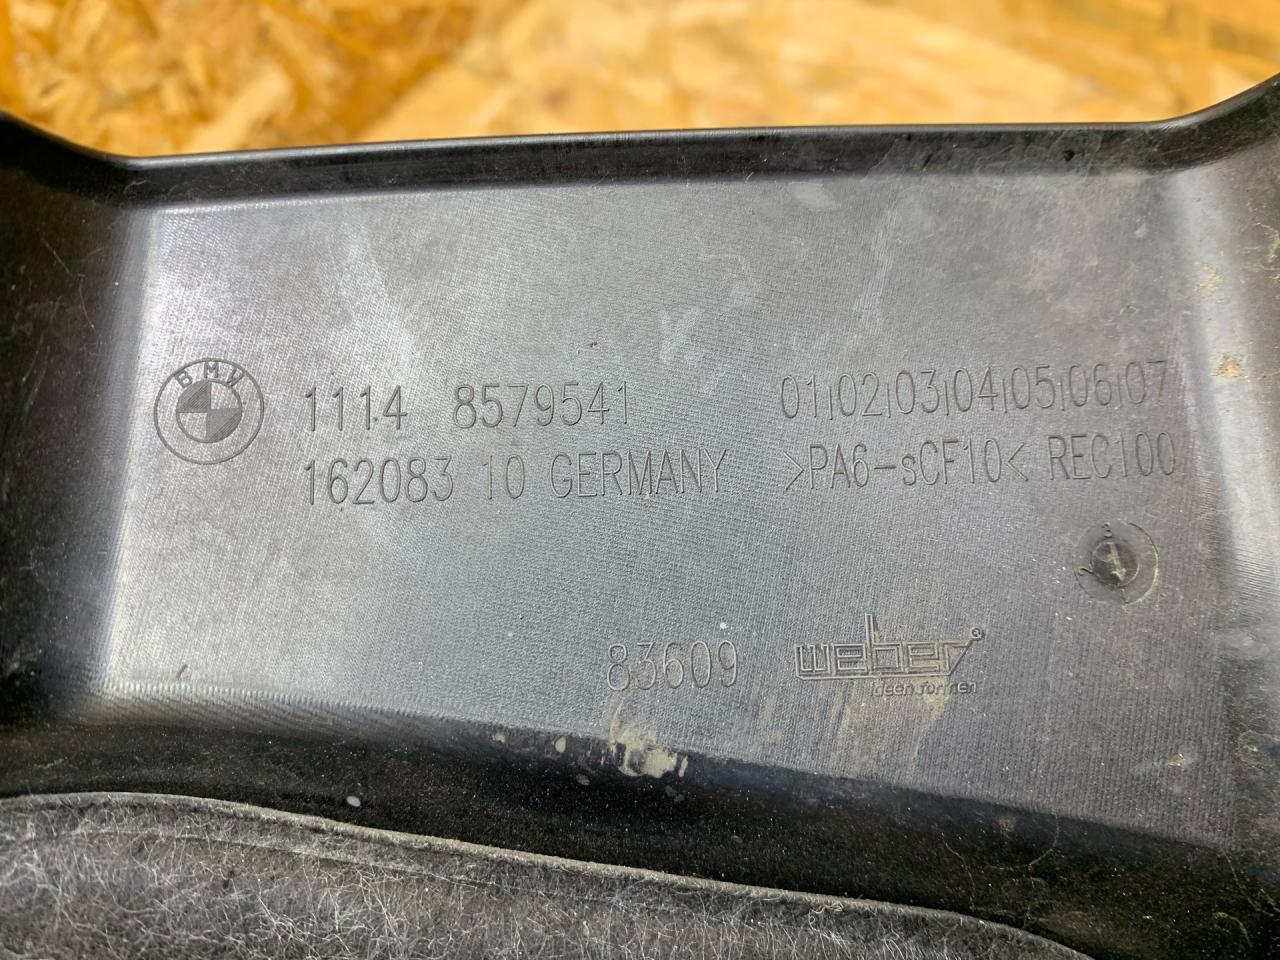 BMW
1114 8579541
01|02|03|04|05|06|07
162083 10 GERMANY
>PA6-sCF10< REC100
83609
weber®
ideen formen